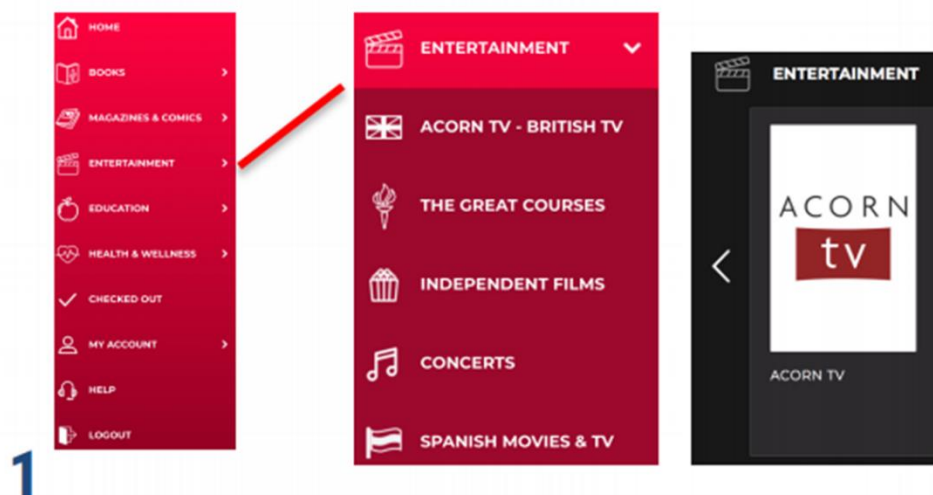 HOME
BOOKS
MAGAZINES & COMICS
ENTERTAINMENT
EDUCATION
HEALTH & WELLNESS
CHECKED OUT
MY ACCOUNT
HELP
LOGOUT
1
ENTERTAINMENT
ACORN TV - BRITISH TV
THE GREAT COURSES
INDEPENDENT FILMS
CONCERTS
SPANISH MOVIES & TV
ENTERTAINMENT
ACORN
tv
ACORN TV